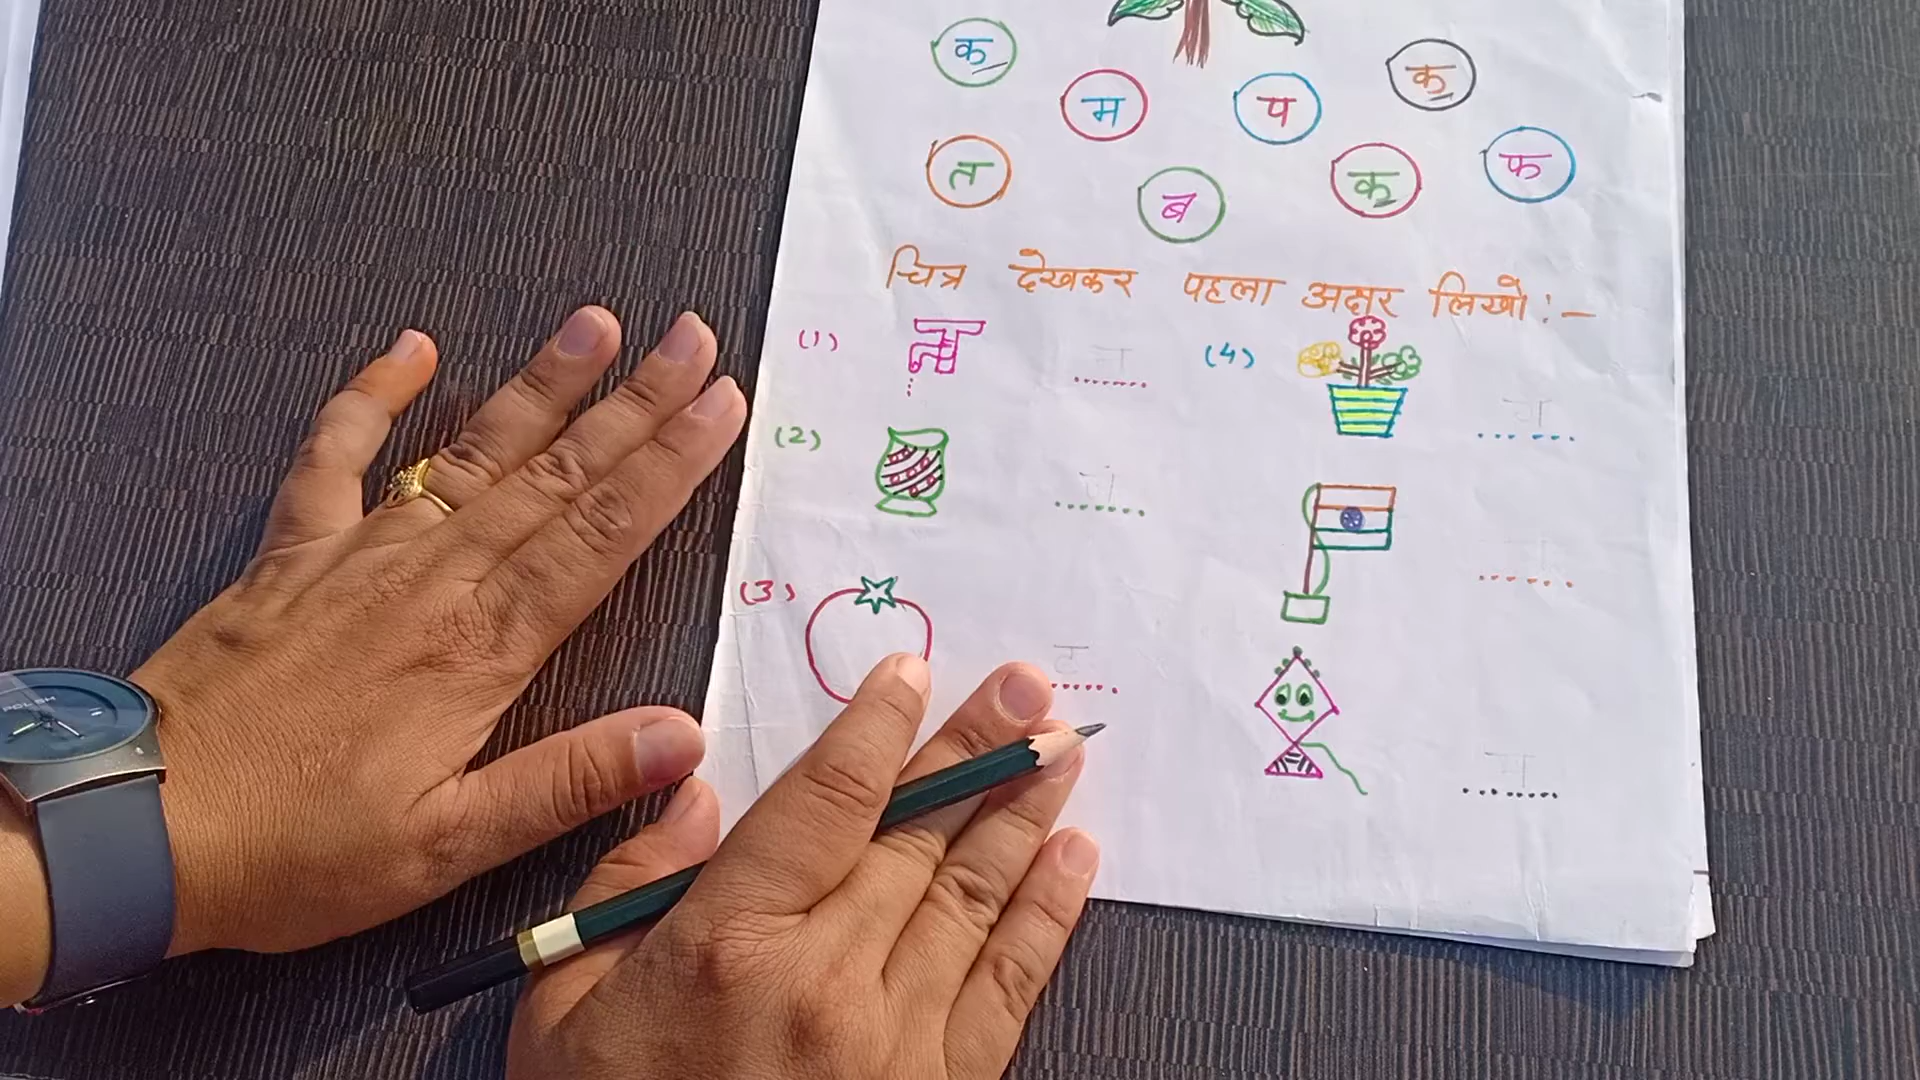 क क
म प
त ब क फ
चित्र देखकर पहला अक्षर लिखो :-
(1) न (4)
ग
(2)
(3)
ट